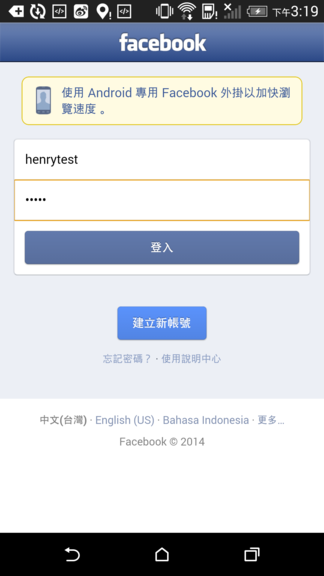 下午3:19
facebook
使用 Android 專用 Facebook 外掛以加快瀏
覽速度 。
henrytest
•••••
登入
建立新帳號
忘記密碼？ · 使用說明中心
中文(台灣) · English (US) · Bahasa Indonesia · 更多...
Facebook © 2014